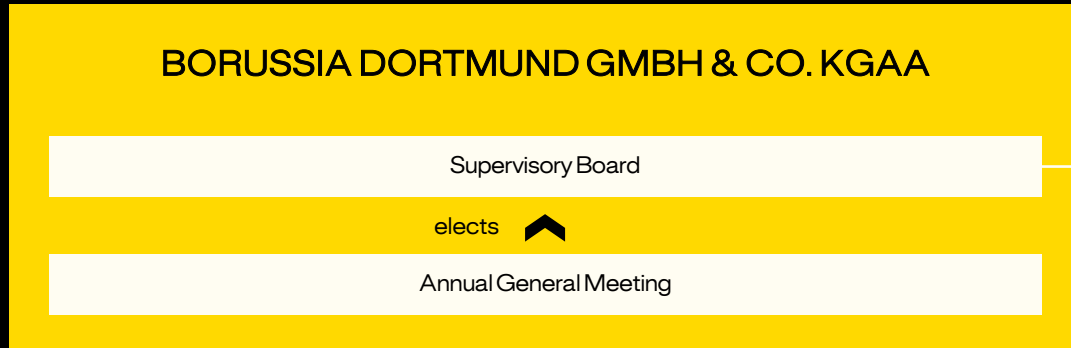 BORUSSIA DORTMUND GMBH & CO. KGAA
Supervisory Board
elects
Annual General Meeting